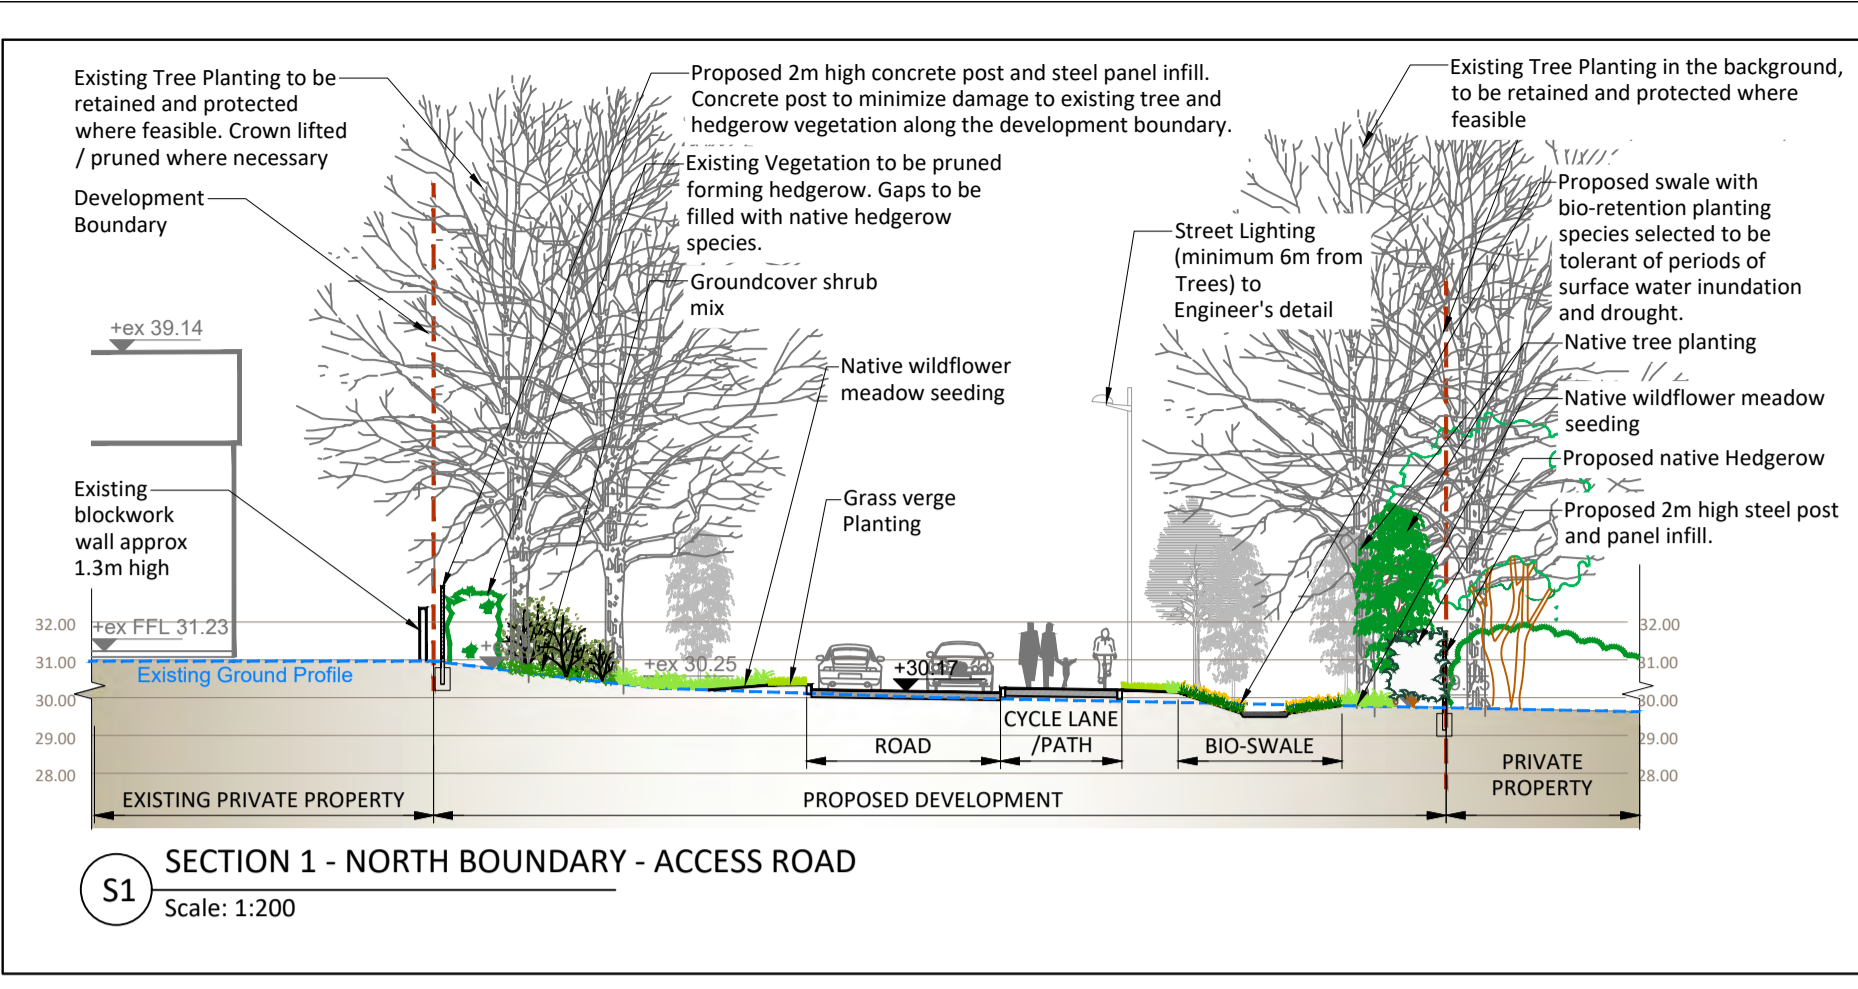 Existing Tree Planting to be
retained and protected
where feasible. Crown lifted
/ pruned where necessary
Development
Boundary
Proposed 2m high concrete post and steel panel infill.
Concrete post to minimize damage to existing tree and
hedgerow vegetation along the development boundary.
Existing Vegetation to be pruned
forming hedgerow. Gaps to be
filled with native hedgerow
species.
Groundcover shrub
mix
Native wildflower
meadow seeding
Grass verge
Planting
Street Lighting
(minimum 6m from
Trees) to
Engineer's detail
Existing Tree Planting in the background,
to be retained and protected where
feasible
Proposed swale with
bio-retention planting
species selected to be
tolerant of periods of
surface water inundation
and drought.
Native tree planting
Native wildflower meadow
seeding
Proposed native Hedgerow
Proposed 2m high steel post
and panel infill.
+ex 39.14
Existing
blockwork
wall approx
1.3m high
+ex FFL 31.23
Existing Ground Profile
+ex 30.25
+30.17
32.00
31.00
30.00
29.00
28.00
32.00
31.00
30.00
29.00
28.00
ROAD
CYCLE LANE
/PATH
BIO-SWALE
EXISTING PRIVATE PROPERTY
PROPOSED DEVELOPMENT
PRIVATE
PROPERTY
S1
SECTION 1 - NORTH BOUNDARY - ACCESS ROAD
Scale: 1:200